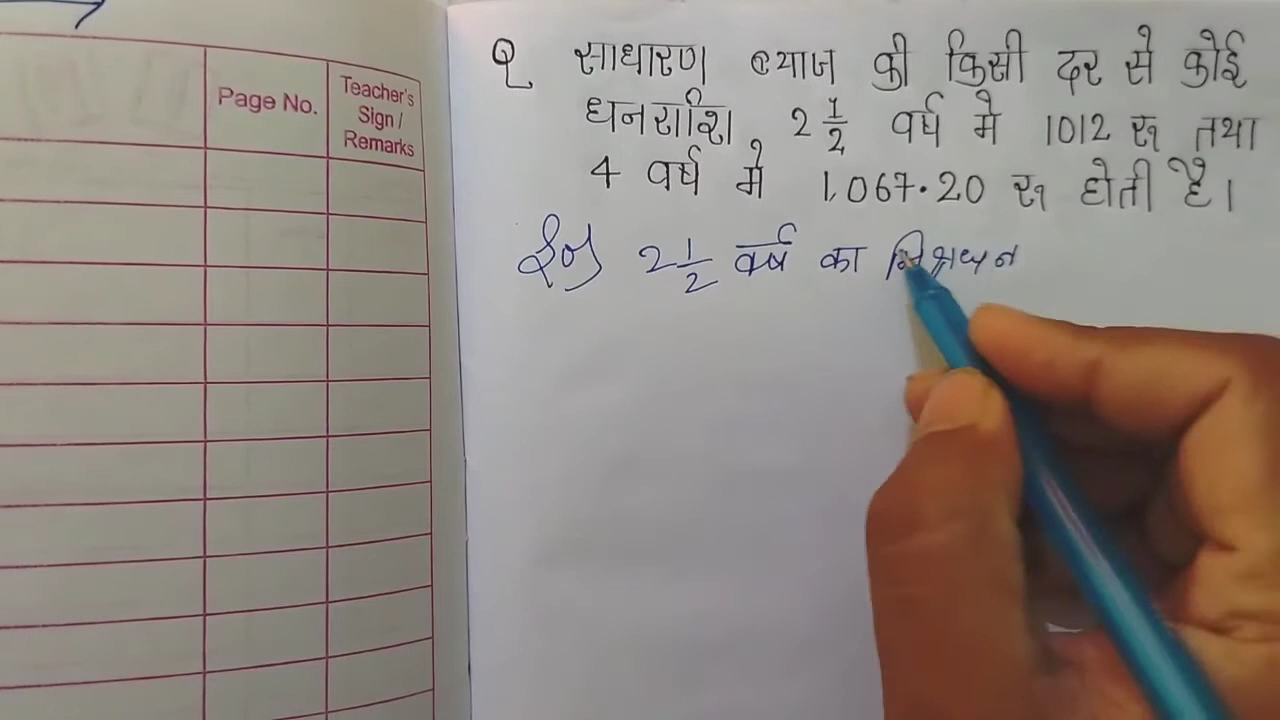 Page No.
Teacher's
Sign /
Remarks
Q साधारण ब्याज की किसी दर से कोई
धनराशि 2 1/2 वर्ष मे 1012 रू तथा
4 वर्ष मे 1,067.20 रू होती है।
2 1/2 वर्ष का मिश्रधन